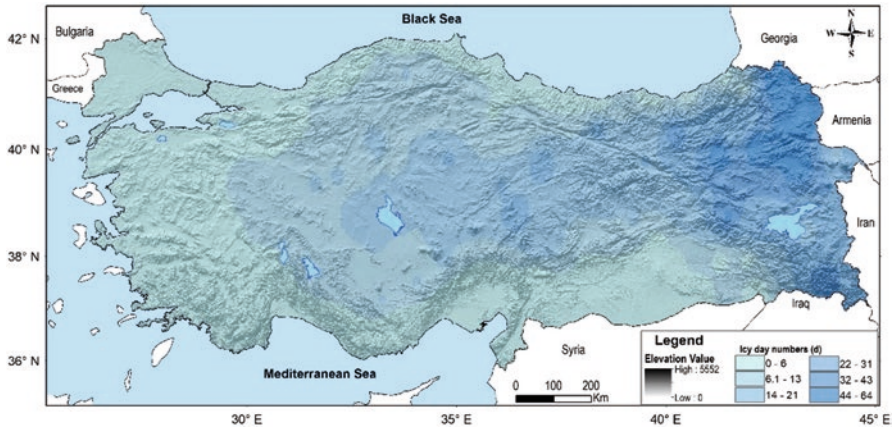 Black Sea
42° N
Bulgaria
Georgia
N
W E
S
Greece
Armenia
40° N
Iran
38° N
Iraq
Syria
36° N
Mediterranean Sea
0 100 200
Km
Legend
Elevation Value
High : 5552
Low : 0
Icy day numbers (d)
0 - 6
6.1 - 13
14 - 21
22 - 31
32 - 43
44 - 64
30° E 35° E 40° E 45° E